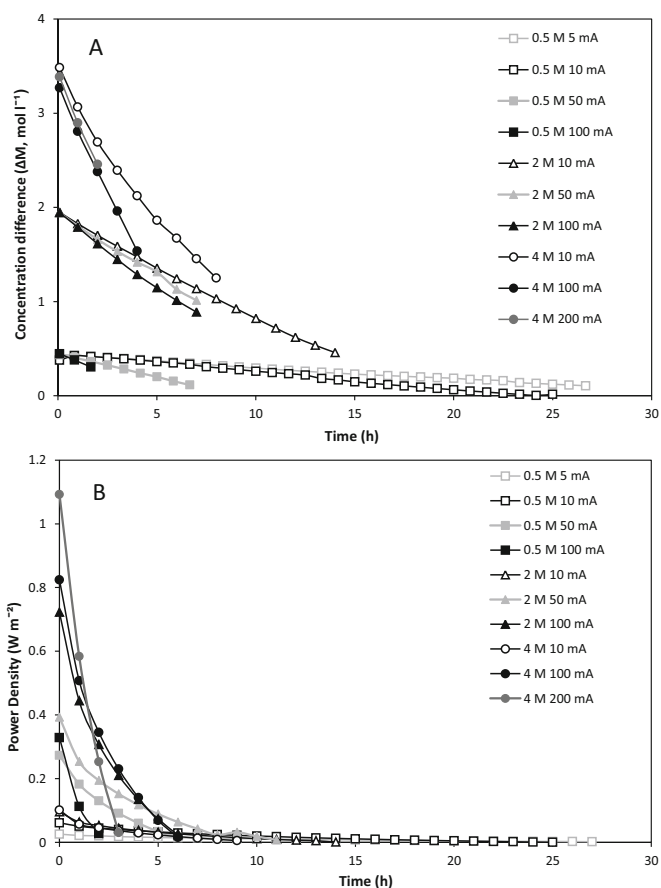 4
A
0.5 M 5 mA
0.5 M 10 mA
3
0.5 M 50 mA
0.5 M 100 mA
2 M 10 mA
2
2 M 50 mA
2 M 100 mA
4 M 10 mA
1
4 M 100 mA
4 M 200 mA
0
Concentration difference (ΔM, mol l⁻¹)
0 5 10 15 20 25 30
Time (h)
1.2
B
0.5 M 5 mA
1
0.5 M 10 mA
0.5 M 50 mA
0.8
0.5 M 100 mA
2 M 10 mA
0.6
2 M 50 mA
2 M 100 mA
0.4
4 M 10 mA
4 M 100 mA
0.2
4 M 200 mA
0
Power Density (W m⁻²)
0 5 10 15 20 25 30
Time (h)